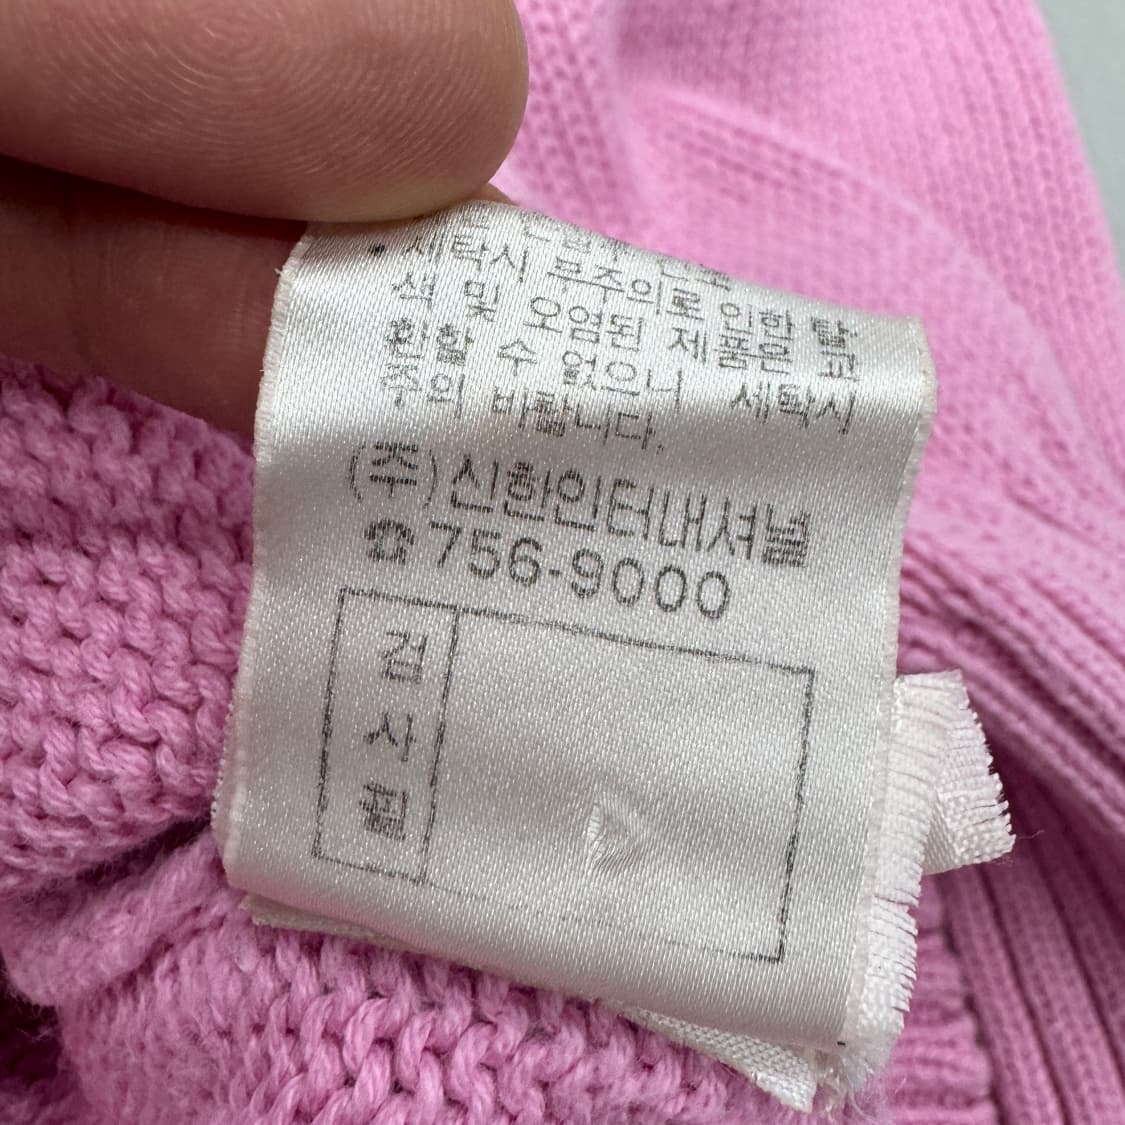 · 세탁시 부주의로 인한 탈
색 및 오염된 제품은 교
환할 수 없으니 세탁시
주의 바랍니다.
(주)신한인터내셔널
☎756-9000
검
사
필